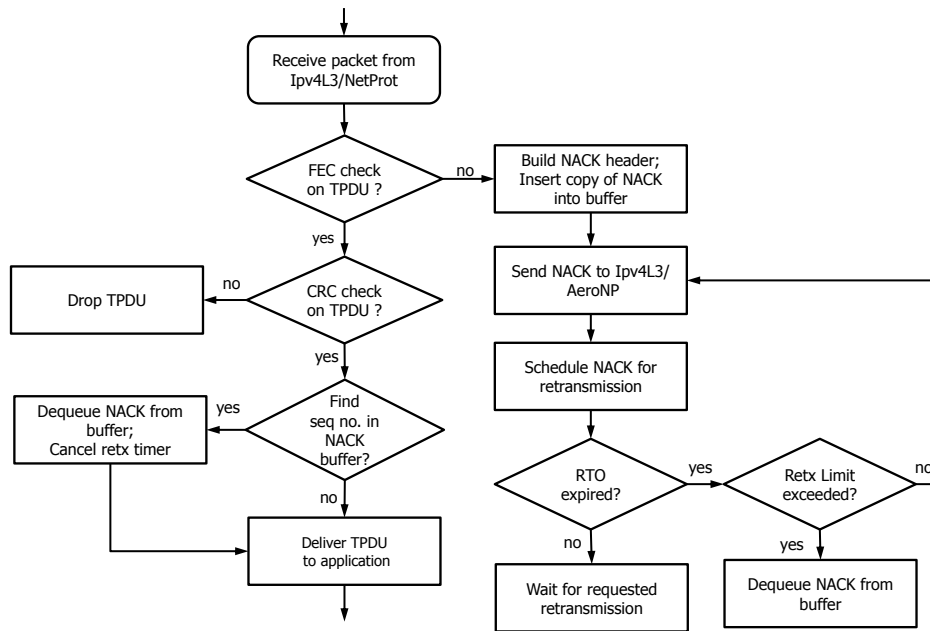 Receive packet from
Ipv4L3/NetProt
FEC check
on TPDU ?
no
Build NACK header;
Insert copy of NACK
into buffer
yes
Send NACK to Ipv4L3/
AeroNP
Drop TPDU
no
CRC check
on TPDU ?
yes
Schedule NACK for
retransmission
Dequeue NACK from
buffer;
Cancel retx timer
yes
Find
seq no. in
NACK
buffer?
no
RTO
expired?
yes
Retx Limit
exceeded?
no
Deliver TPDU
to application
no
yes
Wait for requested
retransmission
Dequeue NACK from
buffer